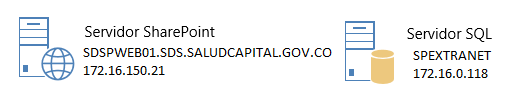 Servidor SharePoint
SDSPWEB01.SDS.SALUDCAPITAL.GOV.CO
172.16.150.21
Servidor SQL
SPEXTRANET
172.16.0.118